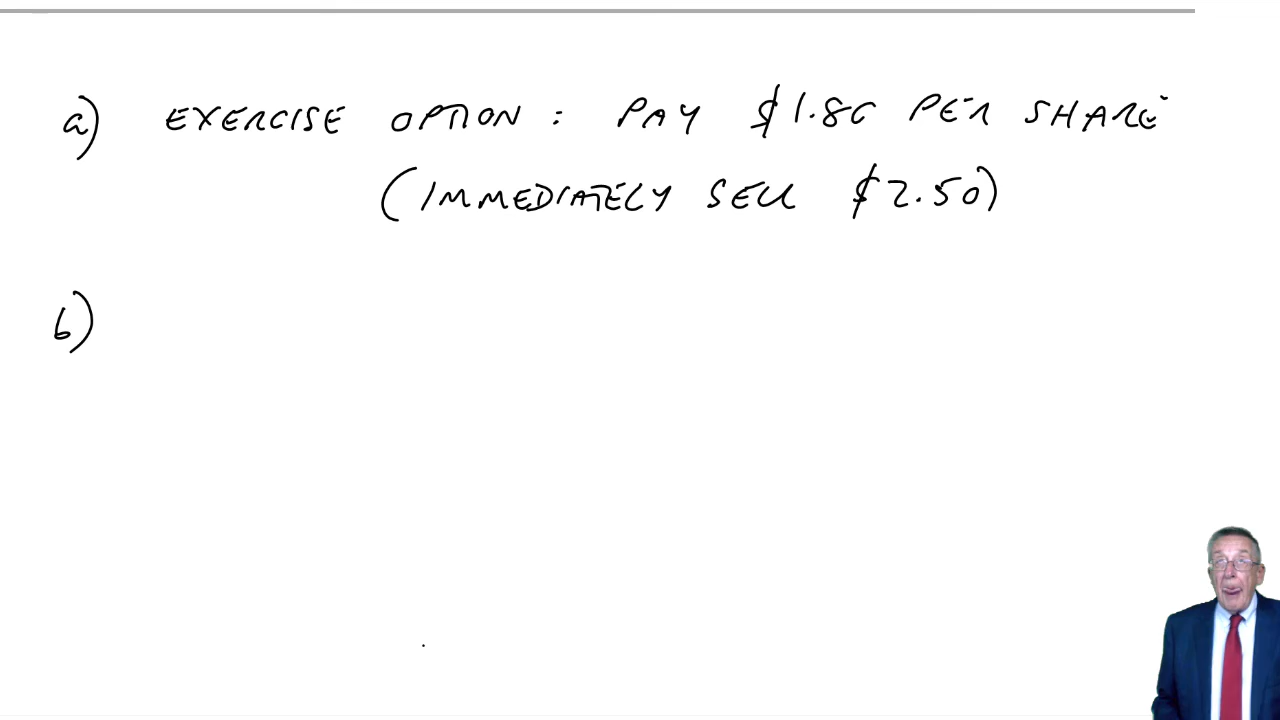 a) EXERCISE OPTION : PAY $1.80 PER SHARE
(IMMEDIATELY SELL $2.50)
b)